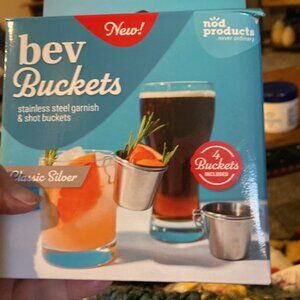 New!
nod
products
never ordinary
bev
Buckets
stainless steel garnish
& shot buckets
4
Buckets
INCLUDED
Classic Silver